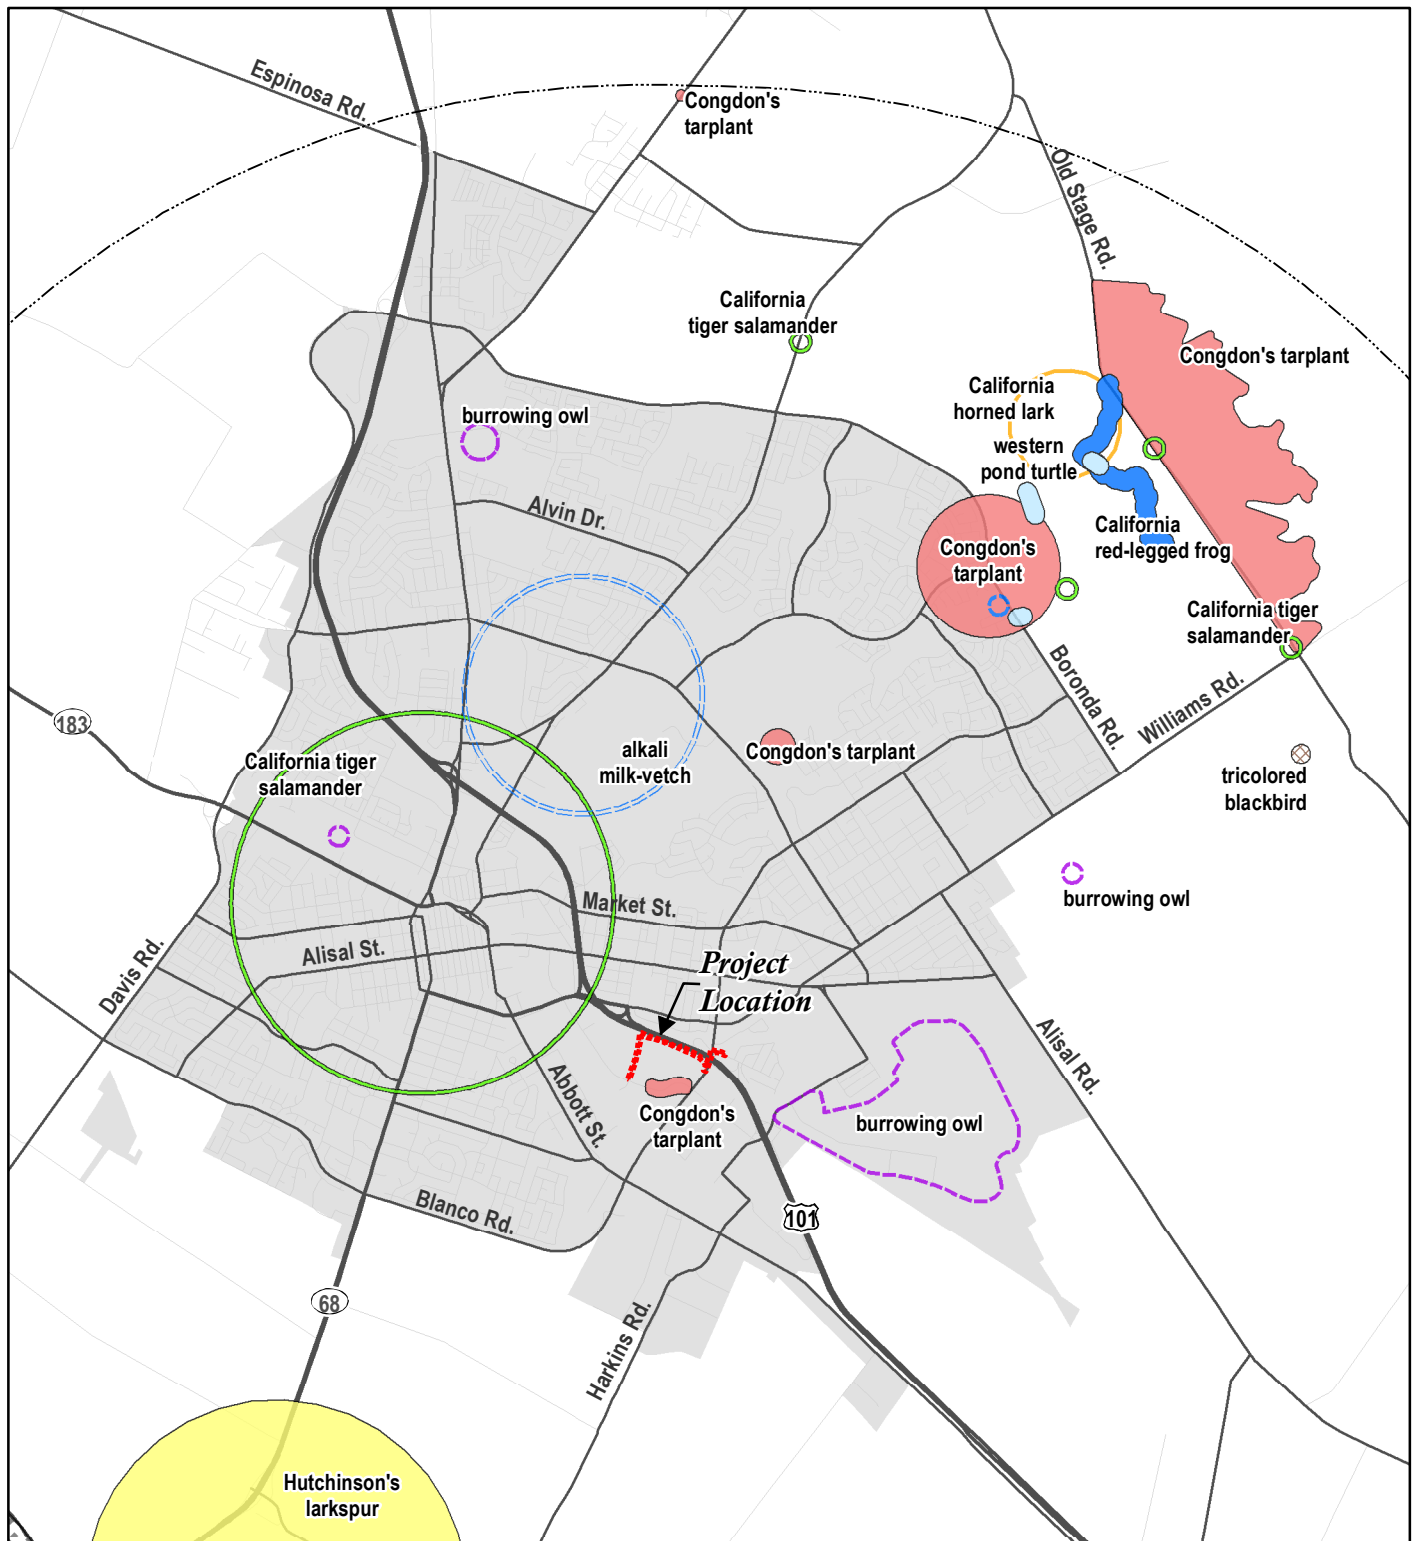 Espinosa Rd.
Congdon's
tarplant
Old Stage Rd.
California
tiger salamander
Congdon's tarplant
California
horned lark
burrowing owl
western
pond turtle
Alvin Dr.
California
red-legged frog
Congdon's
tarplant
California tiger
salamander
Boronda Rd.
Williams Rd.
183
California tiger
salamander
alkali
milk-vetch
Congdon's tarplant
tricolored
blackbird
burrowing owl
Market St.
Alisal St.
Davis Rd.
Project
Location
Alisal Rd.
Abbott St.
Congdon's
tarplant
burrowing owl
Blanco Rd.
101
68
Harkins Rd.
Hutchinson's
larkspur